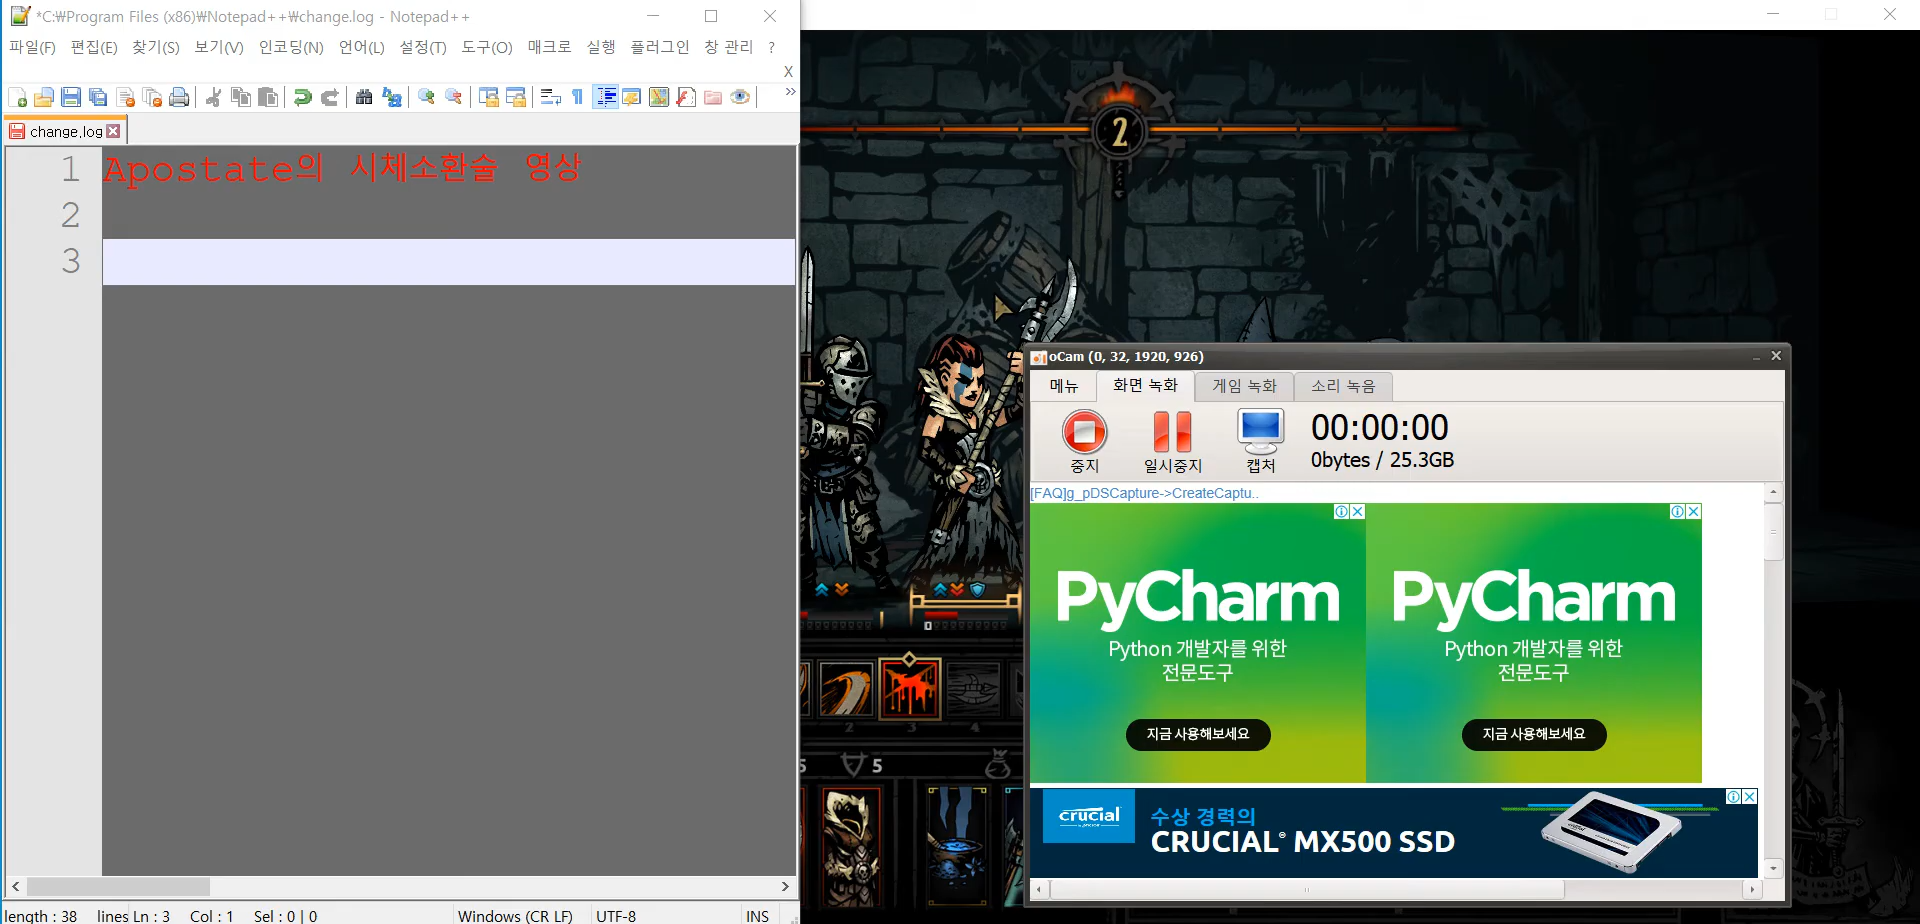 *C:₩Program Files (x86)₩Notepad++₩change.log - Notepad++
파일(F) 편집(E) 찾기(S) 보기(V) 인코딩(N) 언어(L) 설정(T) 도구(O) 매크로 실행 플러그인 창 관리 ?
X
change.log
1 Apostate의 시체소환술 영상
2
3
length : 38 lines Ln : 3 Col : 1 Sel : 0 | 0 Windows (CR LF) UTF-8 INS
2
2 3 4
5 5
0
oCam (0, 32, 1920, 926)
메뉴 화면 녹화 게임 녹화 소리 녹음
중지 일시중지 캡처
00:00:00
0bytes / 25.3GB
[FAQ]g_pDSCapture->CreateCaptu..
PyCharm
Python 개발자를 위한
전문도구
지금 사용해보세요
PyCharm
Python 개발자를 위한
전문도구
지금 사용해보세요
crucial
수상 경력의
CRUCIAL® MX500 SSD